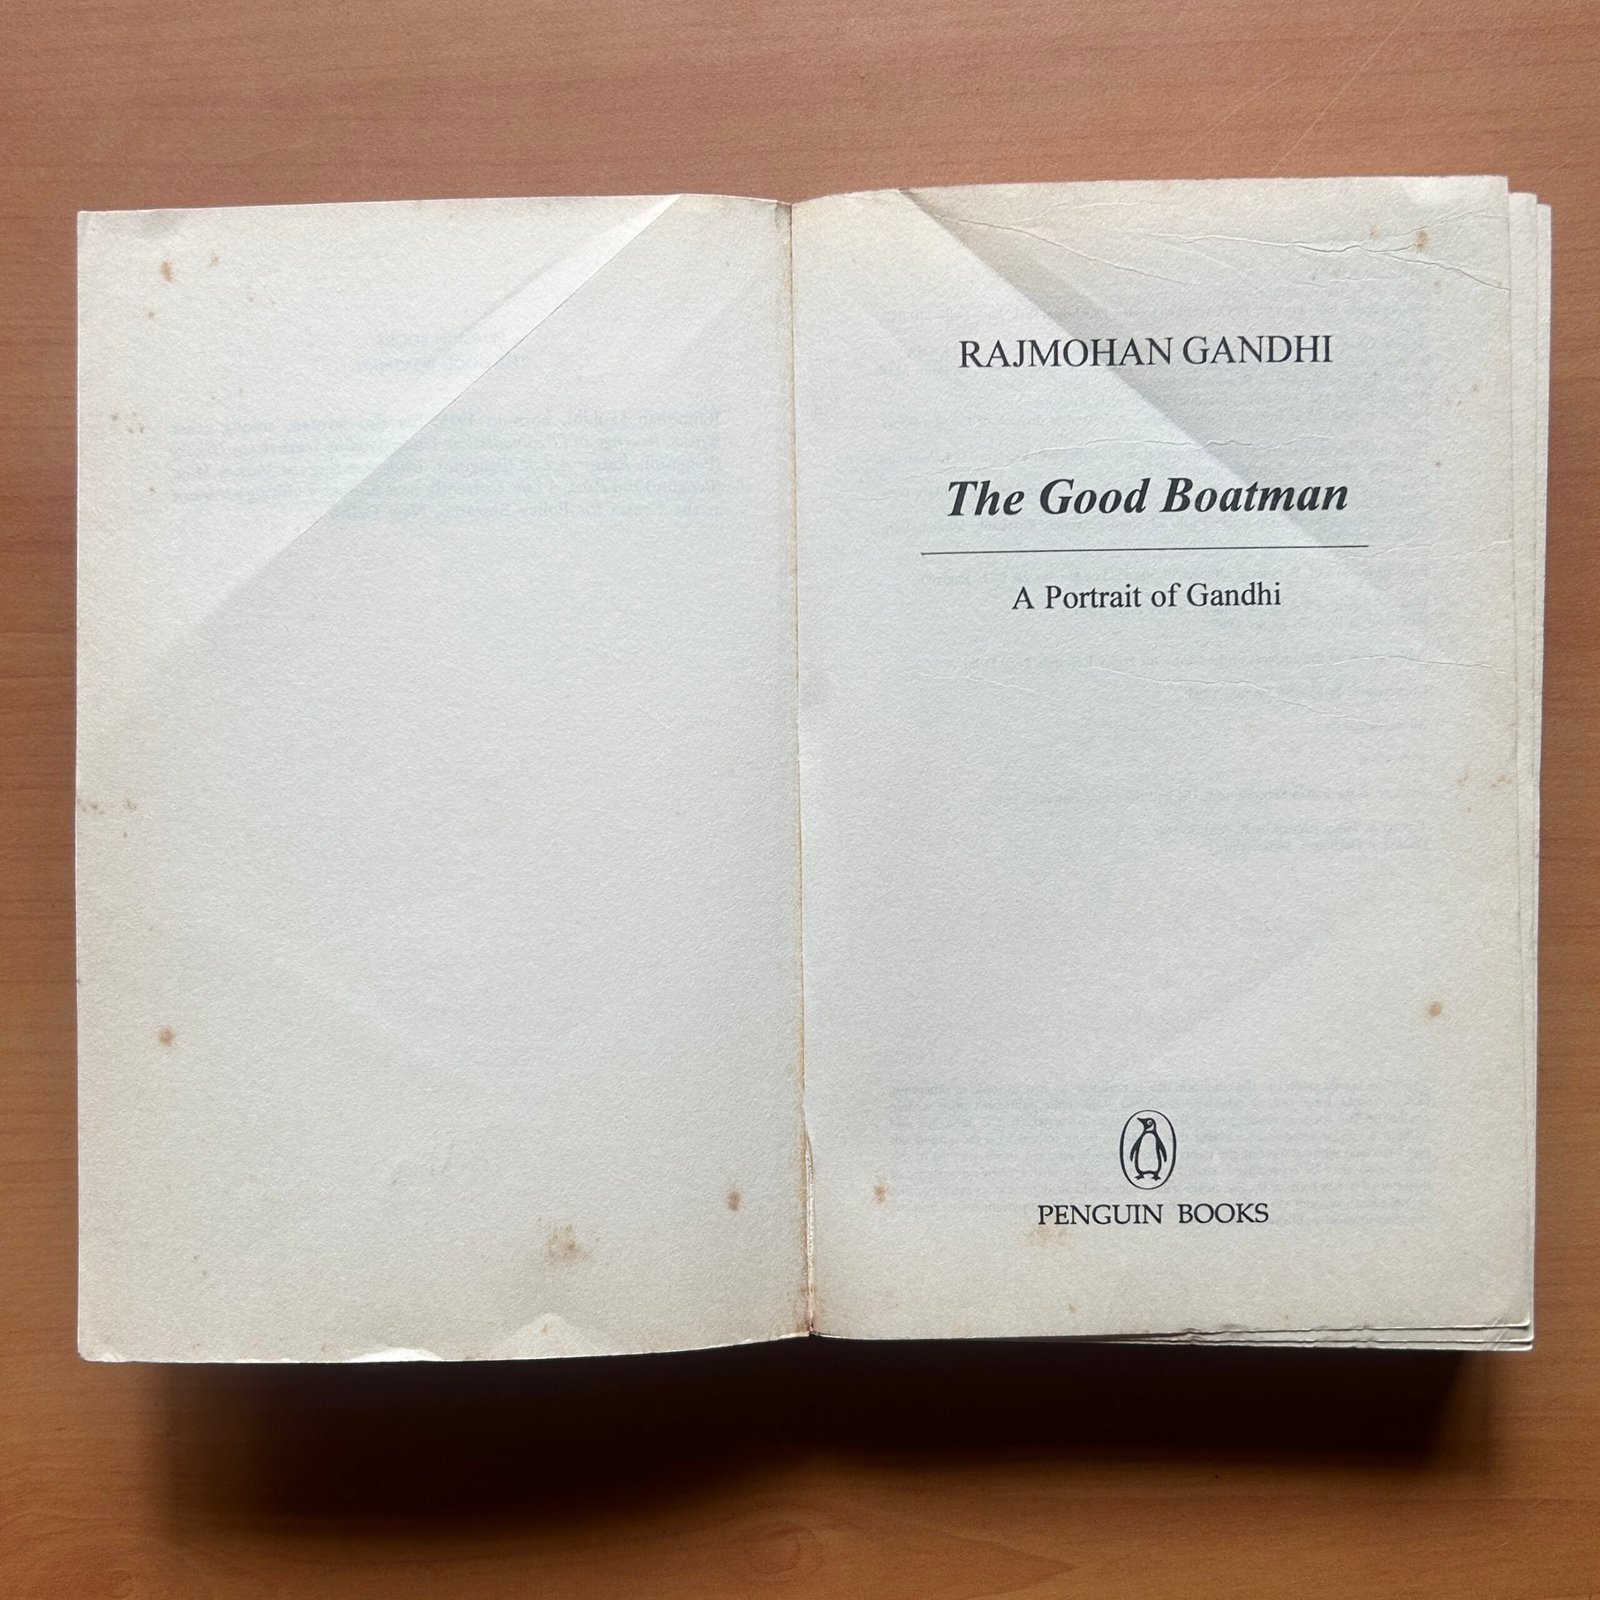 RAJMOHAN GANDHI
The Good Boatman
A Portrait of Gandhi
PENGUIN BOOKS